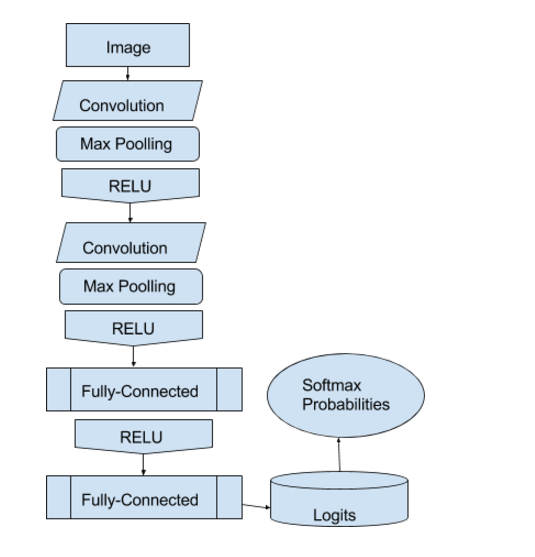 Image
Convolution
Max Poolling
RELU
Convolution
Max Poolling
RELU
Fully-Connected
RELU
Fully-Connected
Logits
Softmax
Probabilities